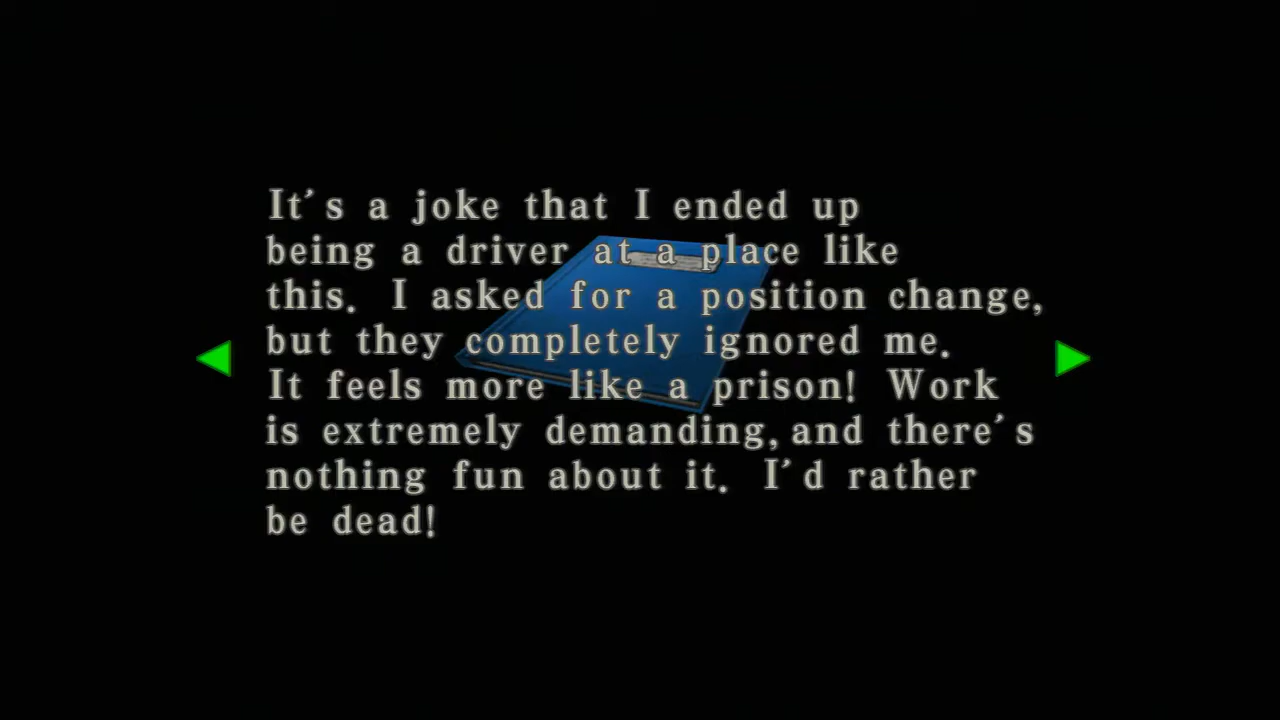 It's a joke that I ended up
being a driver at a place like
this. I asked for a position change,
but they completely ignored me.
It feels more like a prison! Work
is extremely demanding, and there's
nothing fun about it. I'd rather
be dead!